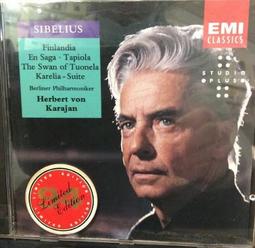 SIBELIUS
Finlandia
En Saga · Tapiola
The Swan of Tuonela
Karelia - Suite
Berliner Philharmoniker
Herbert von
Karajan
EMI
CLASSICS
STUDIO
PLUS
Limited
Edition